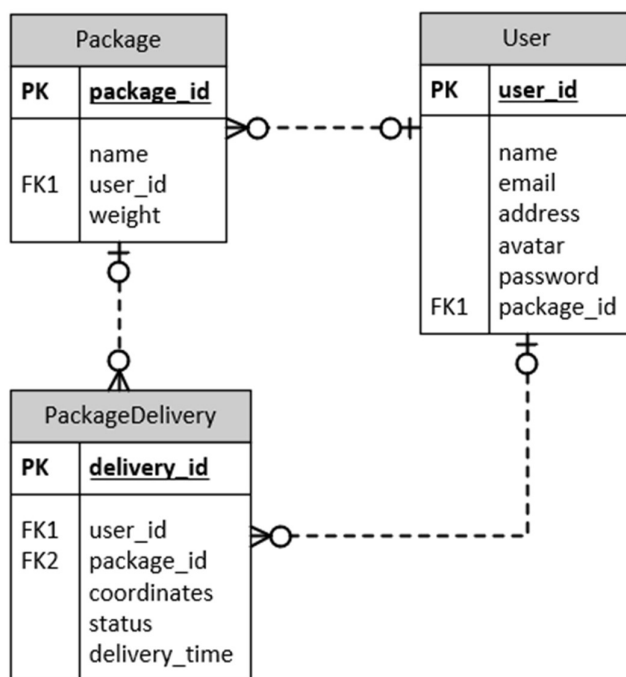 Package
PK package_id
name
FK1 user_id
weight
User
PK user_id
name
email
address
avatar
password
FK1 package_id
PackageDelivery
PK delivery_id
FK1 user_id
FK2 package_id
coordinates
status
delivery_time